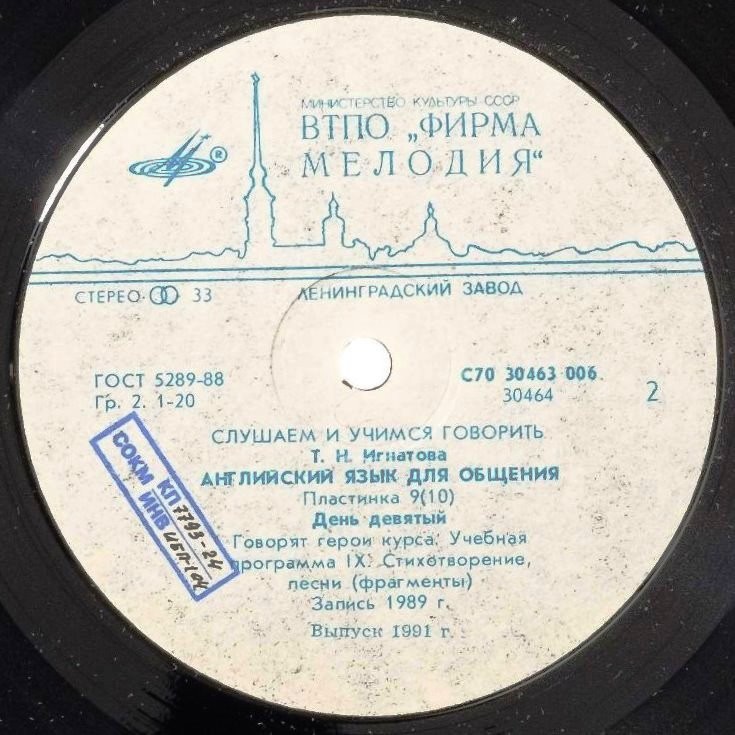 МИНИСТЕРСТВО КУЛЬТУРЫ СССР
ВТПО „ФИРМА
МЕЛОДИЯ“
®
СТЕРЕО 33
ЛЕНИНГРАДСКИЙ ЗАВОД
ГОСТ 5289-88
Гр. 2. 1-20
С70 30463 006
30464
2
СЛУШАЕМ И УЧИМСЯ ГОВОРИТЬ
Т. Н. Игнатова
АНГЛИЙСКИЙ ЯЗЫК ДЛЯ ОБЩЕНИЯ
Пластинка 9(10)
День девятый
Говорят герои курса. Учебная
программа IX. Стихотворение,
песни (фрагменты)
Запись 1989 г.
Выпуск 1991 г.
СОКМ КП 7793-24
ИНВ